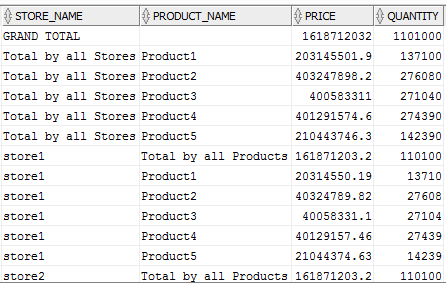 STORE_NAME PRODUCT_NAME PRICE QUANTITY
GRAND TOTAL 1618712032 1101000
Total by all Stores Product1 203145501.9 137100
Total by all Stores Product2 403247898.2 276080
Total by all Stores Product3 400583311 271040
Total by all Stores Product4 401291574.6 274390
Total by all Stores Product5 210443746.3 142390
store1 Total by all Products 161871203.2 110100
store1 Product1 20314550.19 13710
store1 Product2 40324789.82 27608
store1 Product3 40058331.1 27104
store1 Product4 40129157.46 27439
store1 Product5 21044374.63 14239
store2 Total by all Products 161871203.2 110100